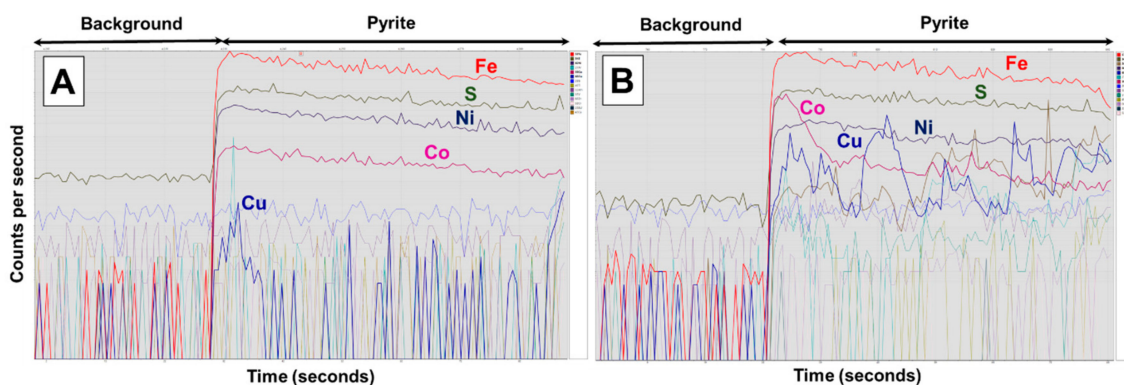 Background
Pyrite
A
Fe
S
Ni
Co
Cu
Counts per second
Time (seconds)
Background
Pyrite
B
Fe
S
Co
Ni
Cu
Time (seconds)